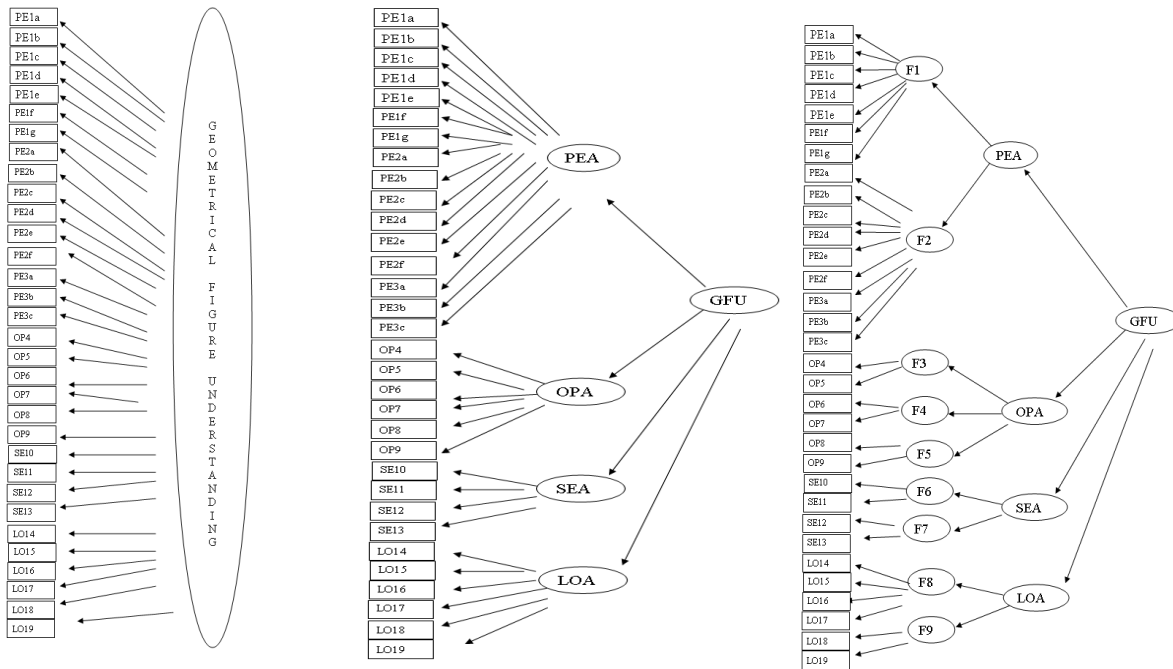 PE1a
PE1b
PE1c
PE1d
PE1e
PE1f
PE1g
PE2a
PE2b
PE2c
PE2d
PE2e
PE2f
PE3a
PE3b
PE3c
OP4
OP5
OP6
OP7
OP8
OP9
SE10
SE11
SE12
SE13
LO14
LO15
LO16
LO17
LO18
LO19
GEOMETRICAL FIGURE UNDERSTANDING
PE1a
PE1b
PE1c
PE1d
PE1e
PE1f
PE1g
PE2a
PE2b
PE2c
PE2d
PE2e
PE2f
PE3a
PE3b
PE3c
OP4
OP5
OP6
OP7
OP8
OP9
SE10
SE11
SE12
SE13
LO14
LO15
LO16
LO17
LO18
LO19
PEA
OPA
SEA
LOA
GFU
PE1a
PE1b
PE1c
PE1d
PE1e
PE1f
PE1g
PE2a
PE2b
PE2c
PE2d
PE2e
PE2f
PE3a
PE3b
PE3c
OP4
OP5
OP6
OP7
OP8
OP9
SE10
SE11
SE12
SE13
LO14
LO15
LO16
LO17
LO18
LO19
F1
F2
F3
F4
F5
F6
F7
F8
F9
PEA
OPA
SEA
LOA
GFU